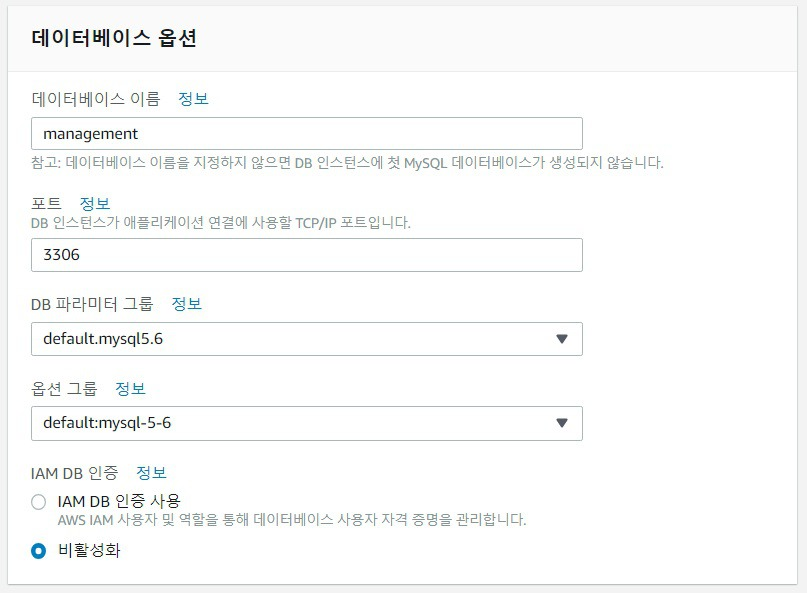 데이터베이스 옵션
데이터베이스 이름 정보
management
참고: 데이터베이스 이름을 지정하지 않으면 DB 인스턴스에 첫 MySQL 데이터베이스가 생성되지 않습니다.
포트 정보
DB 인스턴스가 애플리케이션 연결에 사용할 TCP/IP 포트입니다.
3306
DB 파라미터 그룹 정보
default.mysql5.6
옵션 그룹 정보
default:mysql-5-6
IAM DB 인증 정보
IAM DB 인증 사용
AWS IAM 사용자 및 역할을 통해 데이터베이스 사용자 자격 증명을 관리합니다.
비활성화